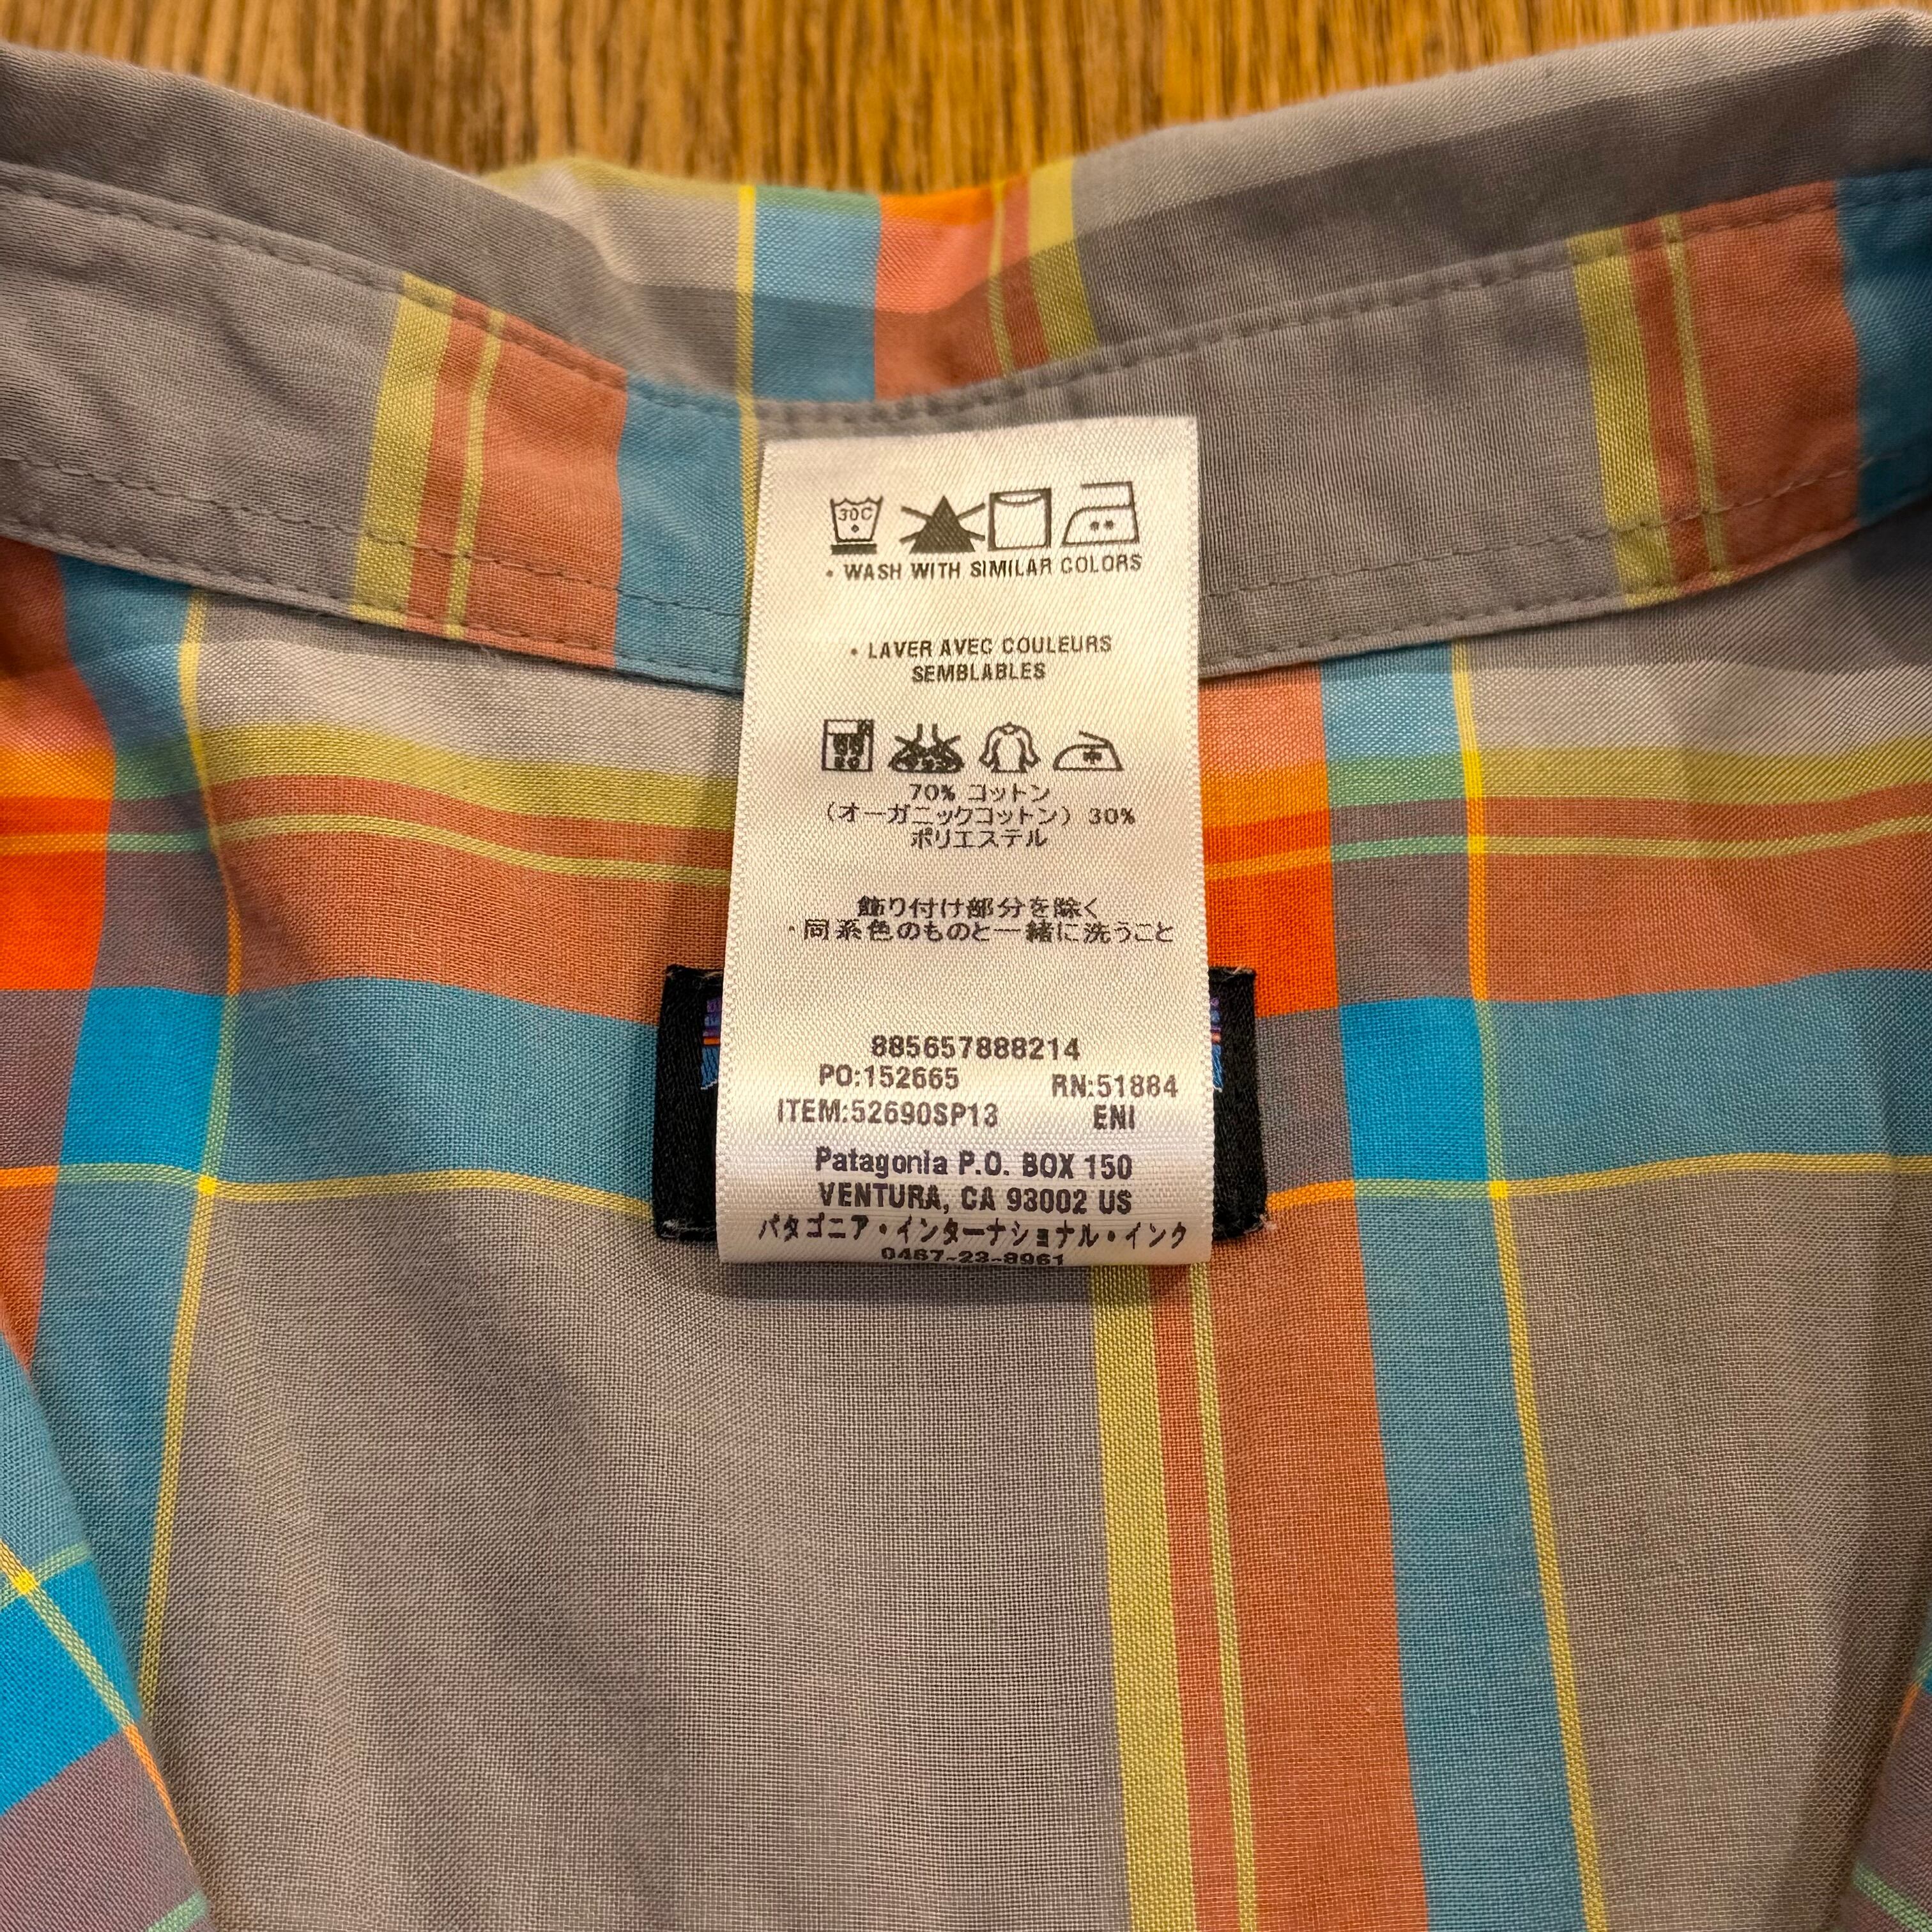 30C
• WASH WITH SIMILAR COLORS
• LAVER AVEC COULEURS
SEMBLABLES
70% コットン
（オーガニックコットン）30%
ポリエステル
飾り付け部分を除く
・同系色のものと一緒に洗うこと
885657888214
PO:152665 RN:51884
ITEM:52690SP13 ENI
Patagonia P.O. BOX 150
VENTURA, CA 93002 US
パタゴニア・インターナショナル・インク
0467-23-8961